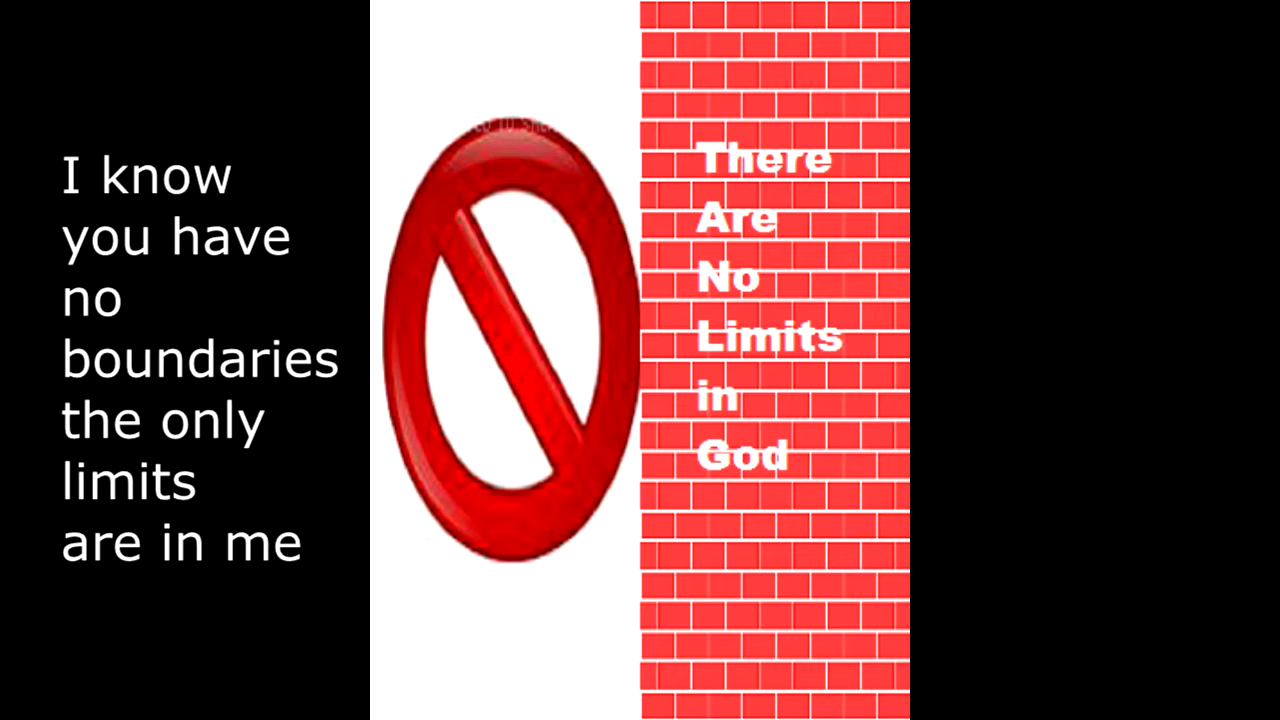 I know
you have
no
boundaries
the only
limits
are in me
There
Are
No
Limits
in
God